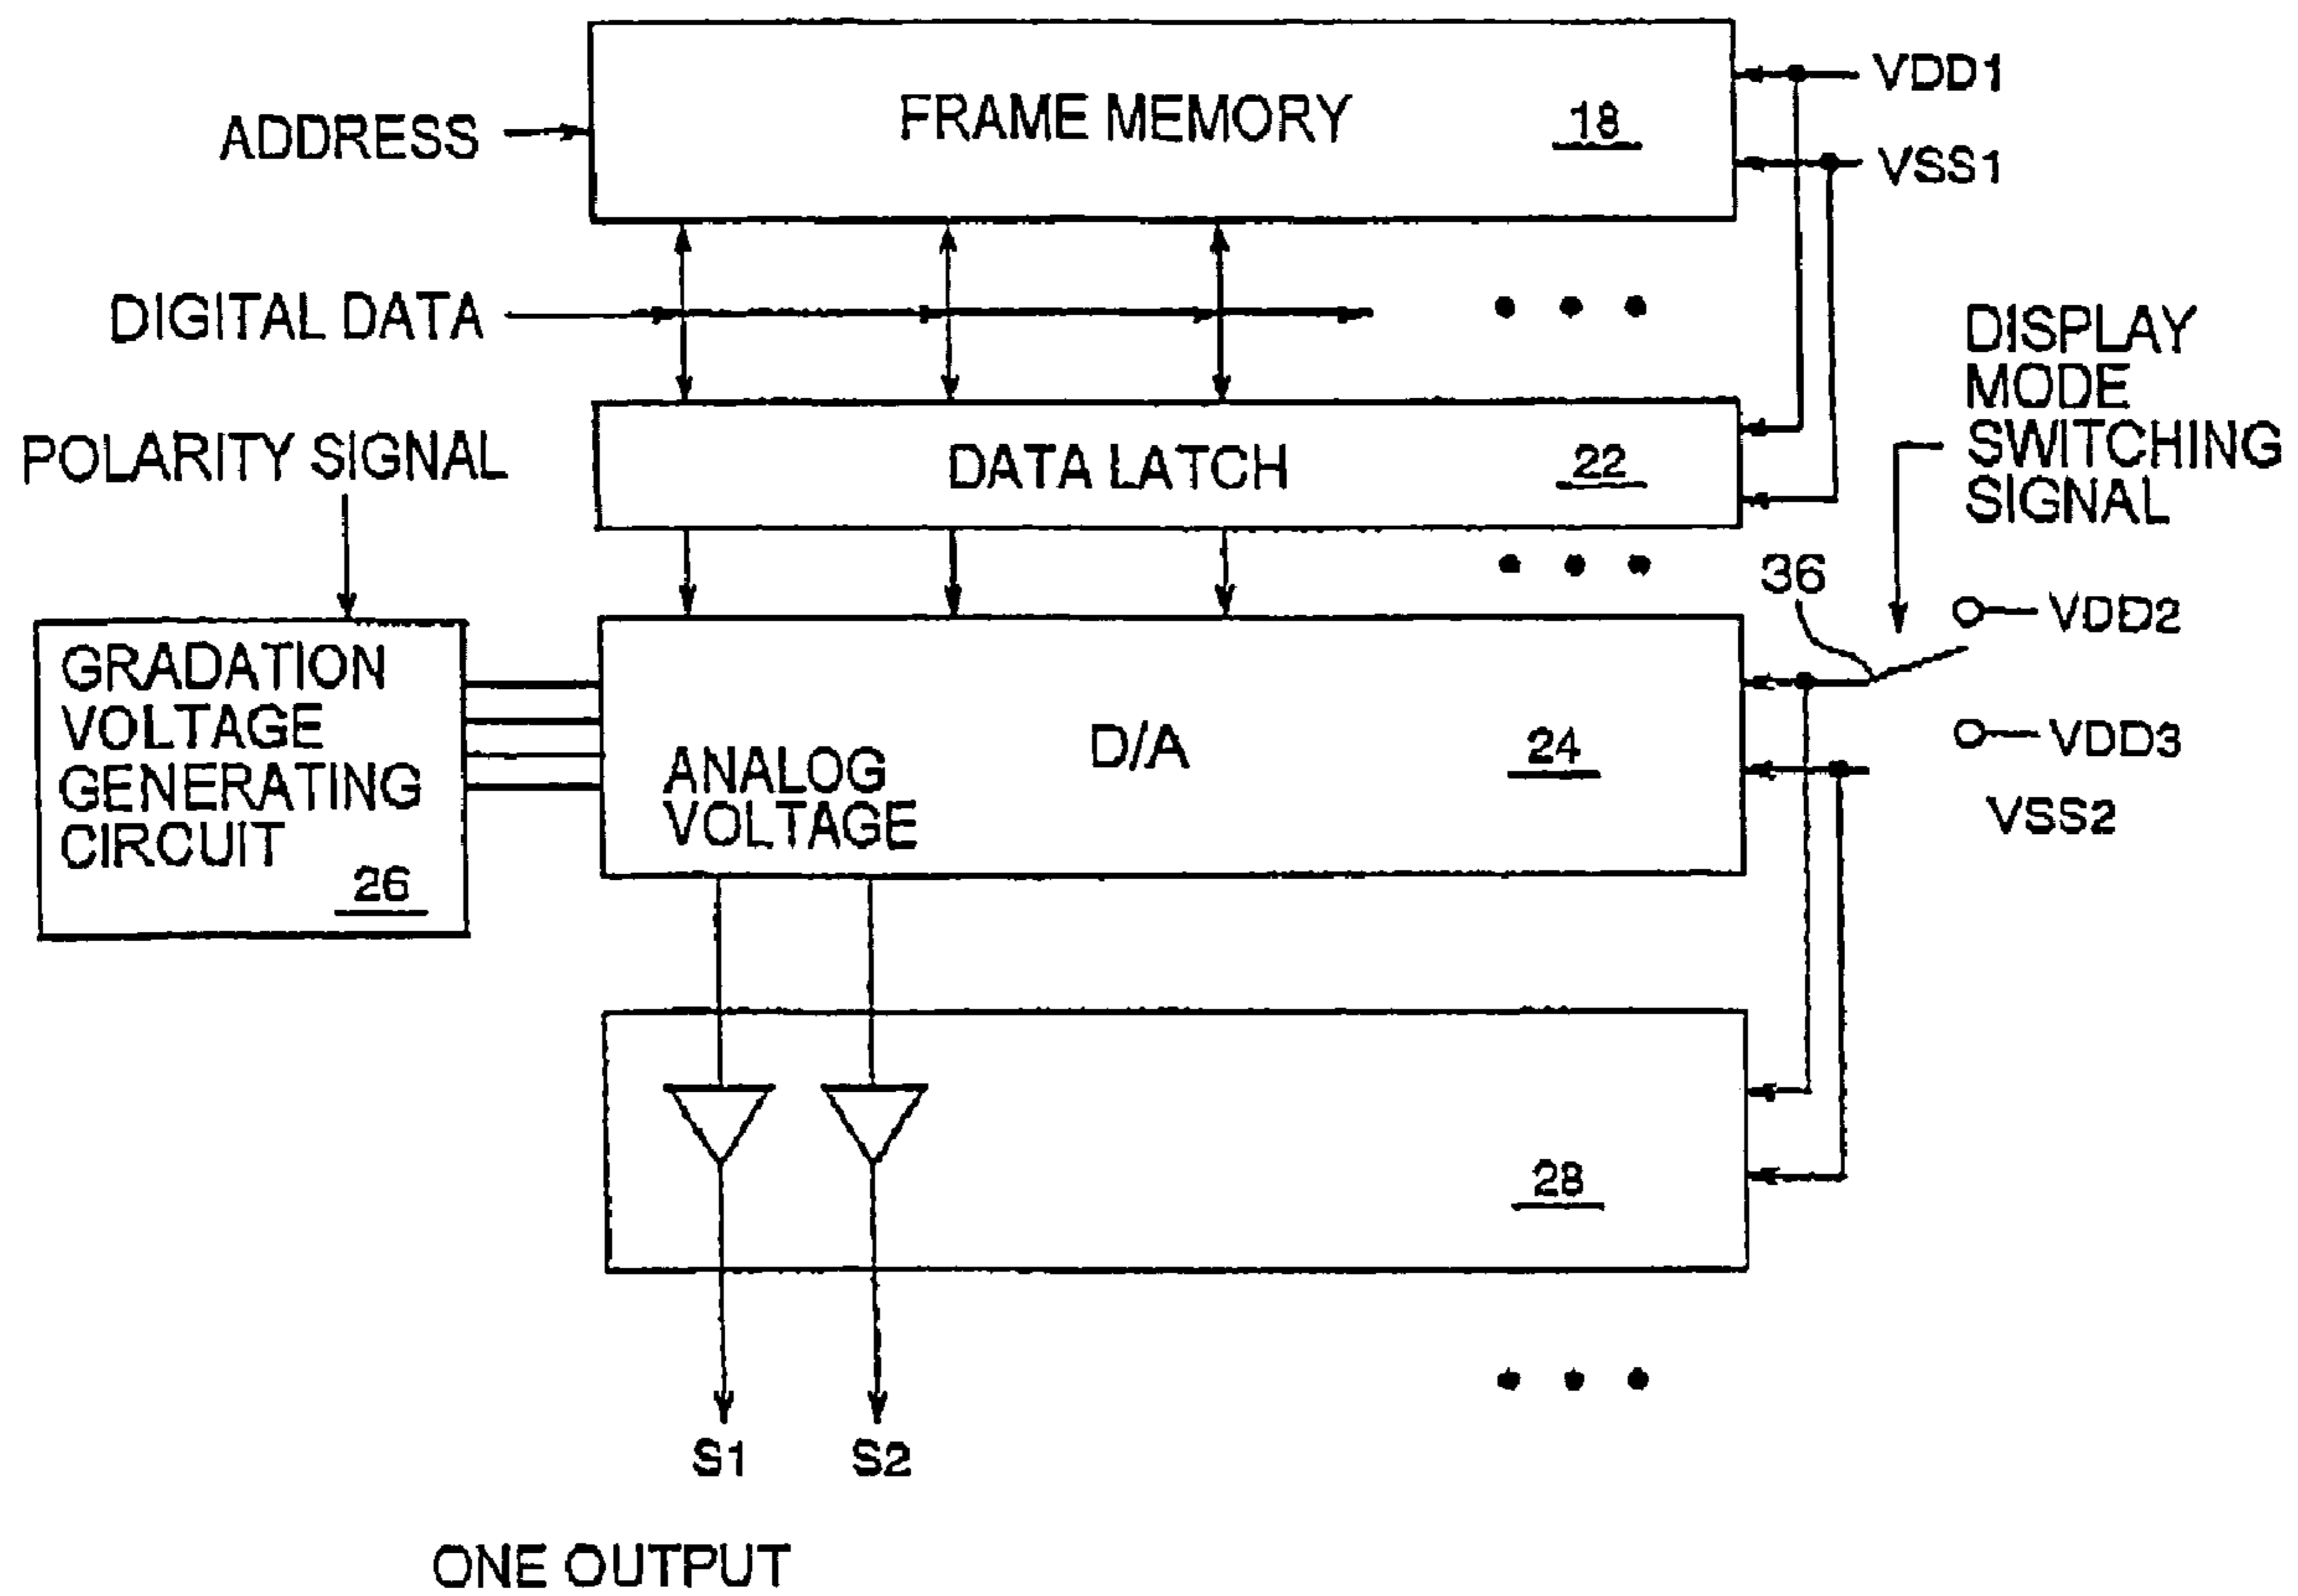 FRAME MEMORY
18
VDD1
VSS1
ADDRESS
DIGITAL DATA
DISPLAY
MODE
SWITCHING
SIGNAL
POLARITY SIGNAL
DATA LATCH
22
36
VDD2
VDD3
VSS2
GRADATION
VOLTAGE
GENERATING
CIRCUIT
26
D/A
24
ANALOG
VOLTAGE
28
S1
S2
ONE OUTPUT